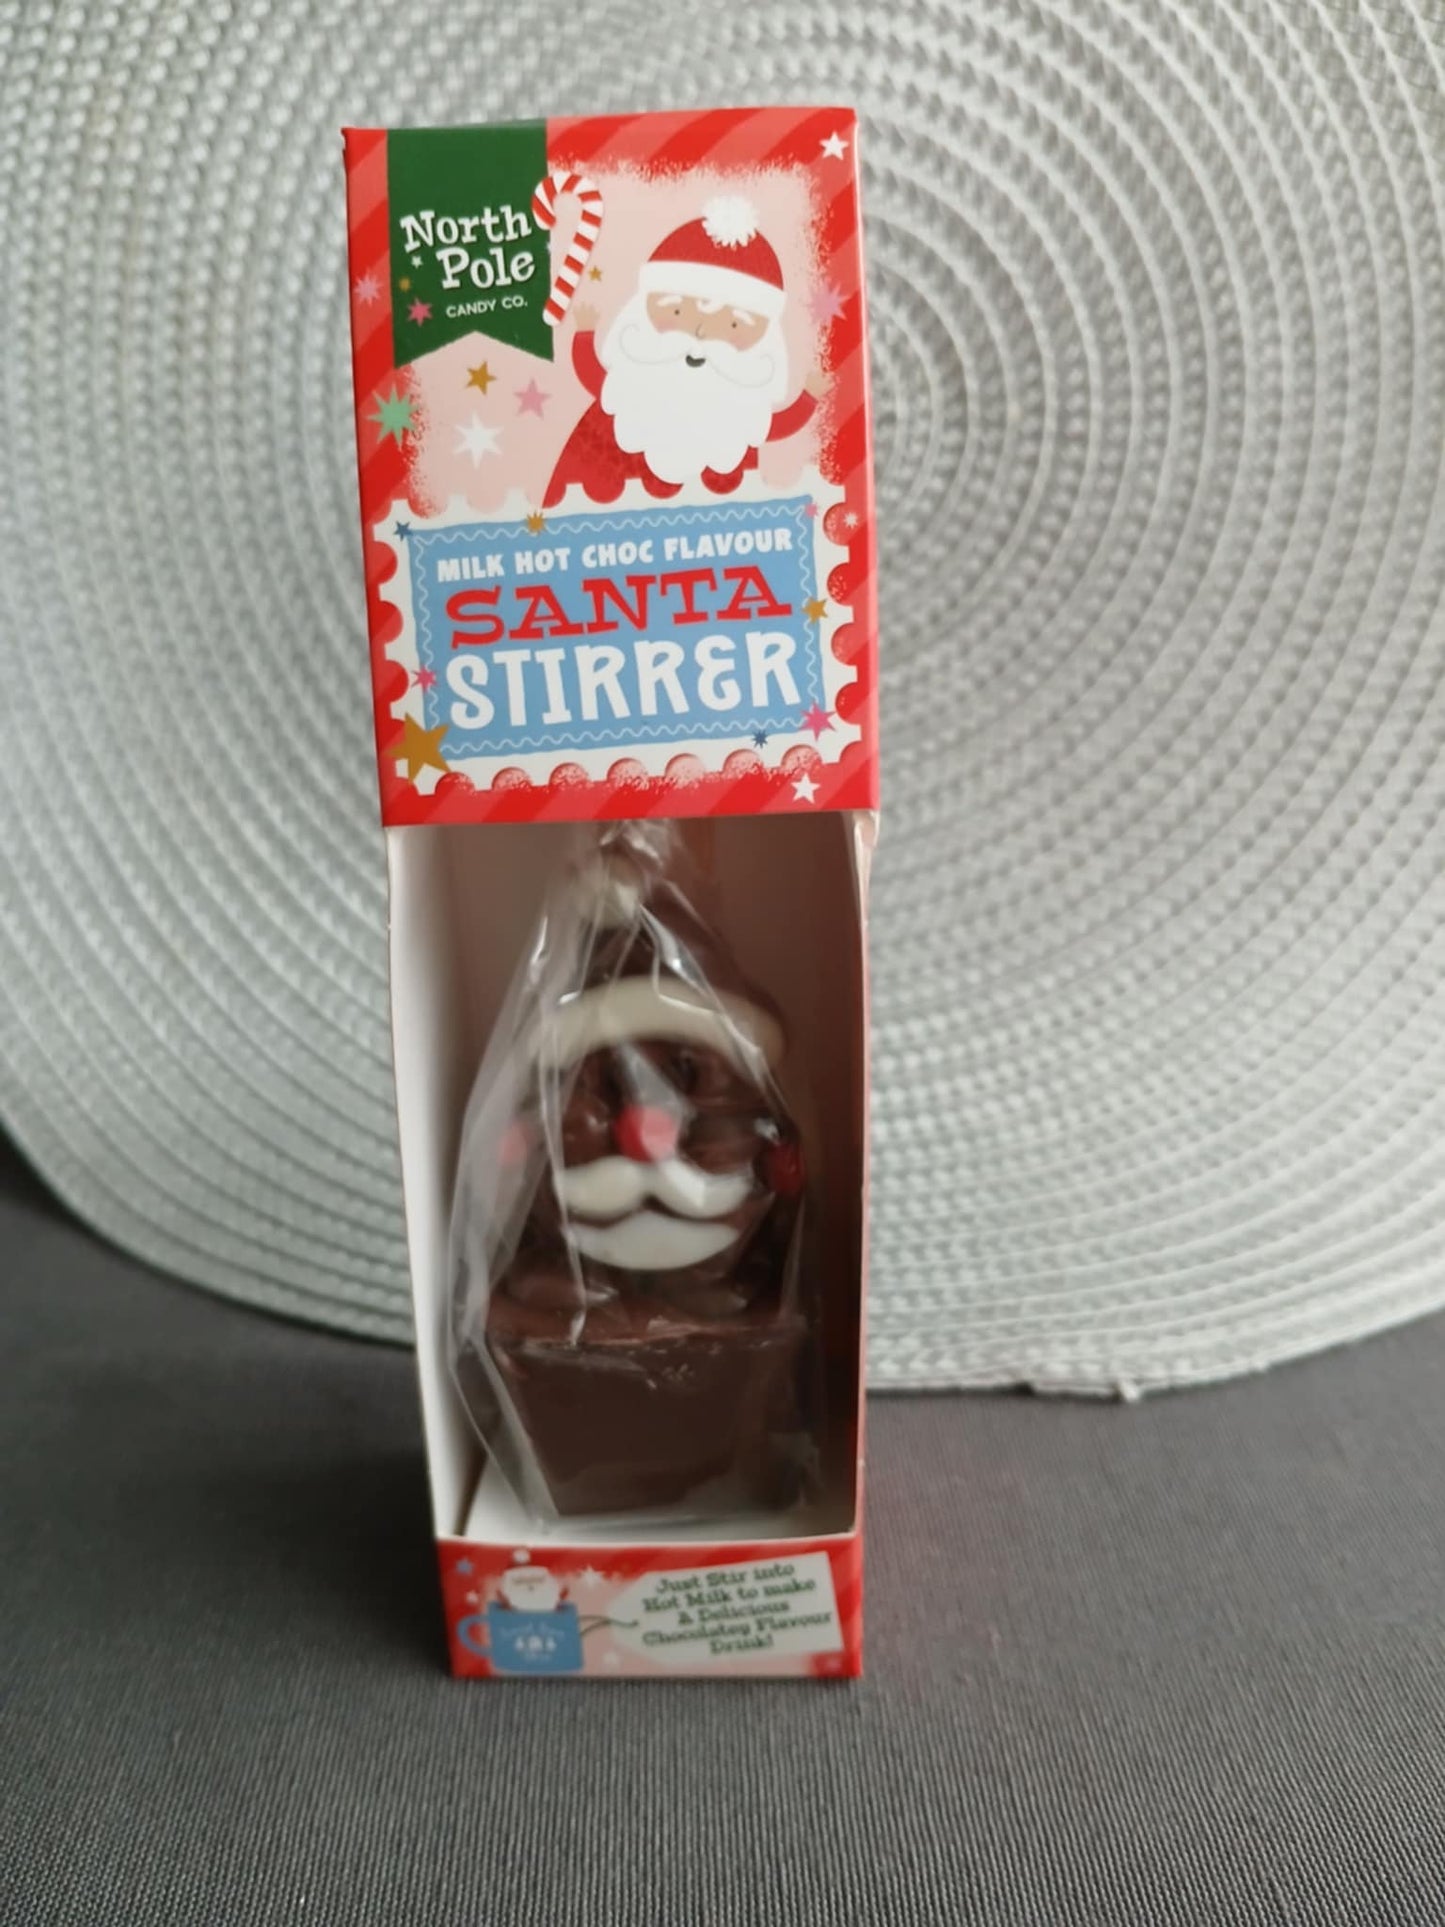 North
Pole
CANDY CO.
MILK HOT CHOC FLAVOUR
SANTA
STIRRER
Just Stir into
Hot Milk to make
A Delicious
Chocolatey Flavour
Drink!